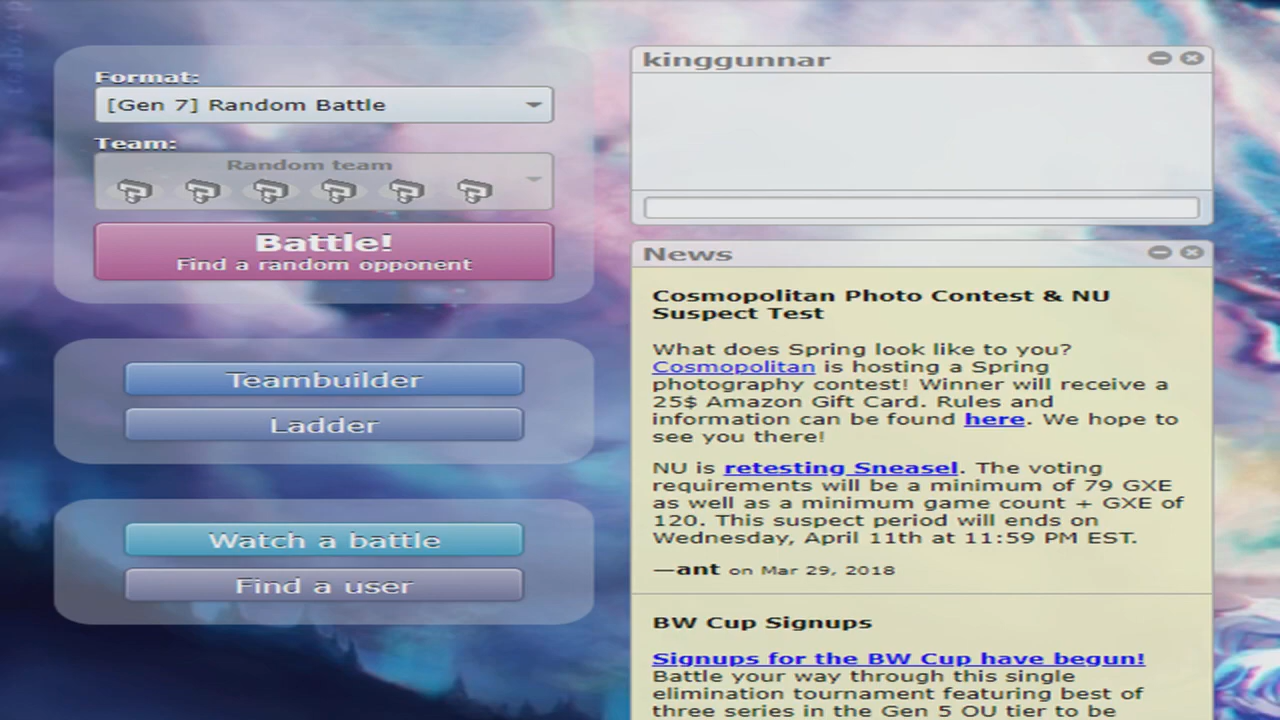 Format:
[Gen 7] Random Battle
Team:
Random team
Battle!
Find a random opponent
Teambuilder
Ladder
Watch a battle
Find a user
kinggunnar
News
Cosmopolitan Photo Contest & NU
Suspect Test
What does Spring look like to you?
Cosmopolitan is hosting a Spring
photography contest! Winner will receive a
25$ Amazon Gift Card. Rules and
information can be found here. We hope to
see you there!
NU is retesting Sneasel. The voting
requirements will be a minimum of 79 GXE
as well as a minimum game count + GXE of
120. This suspect period will ends on
Wednesday, April 11th at 11:59 PM EST.
—ant on Mar 29, 2018
BW Cup Signups
Signups for the BW Cup have begun!
Battle your way through this single
elimination tournament featuring best of
three series in the Gen 5 OU tier to be